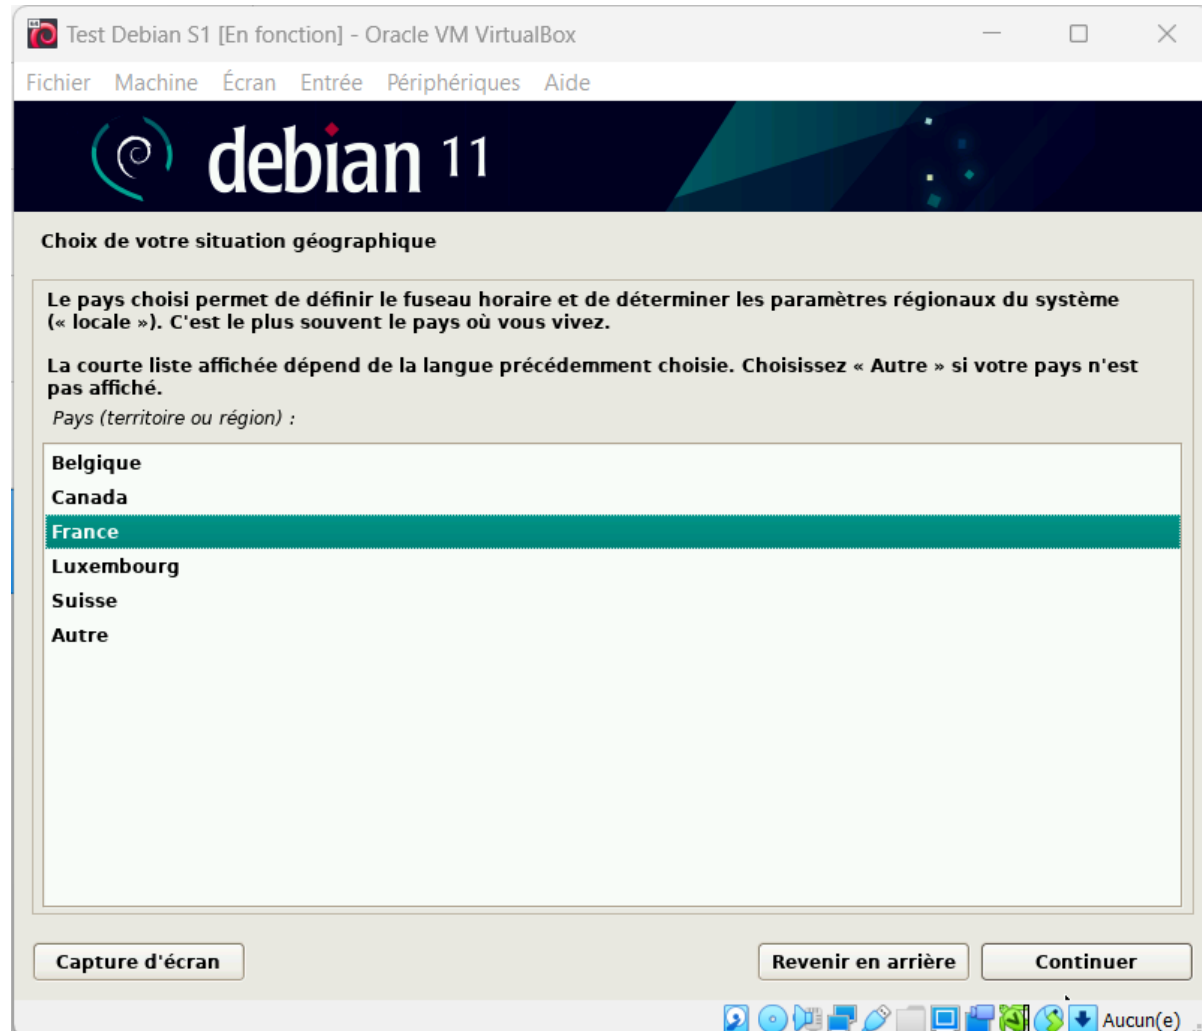 Test Debian S1 [En fonction] - Oracle VM VirtualBox
Fichier Machine Écran Entrée Périphériques Aide
debian 11
Choix de votre situation géographique
Le pays choisi permet de définir le fuseau horaire et de déterminer les paramètres régionaux du système
(« locale »). C'est le plus souvent le pays où vous vivez.
La courte liste affichée dépend de la langue précédemment choisie. Choisissez « Autre » si votre pays n'est
pas affiché.
Pays (territoire ou région) :
Belgique
Canada
France
Luxembourg
Suisse
Autre
Capture d'écran Revenir en arrière Continuer
Aucun(e)